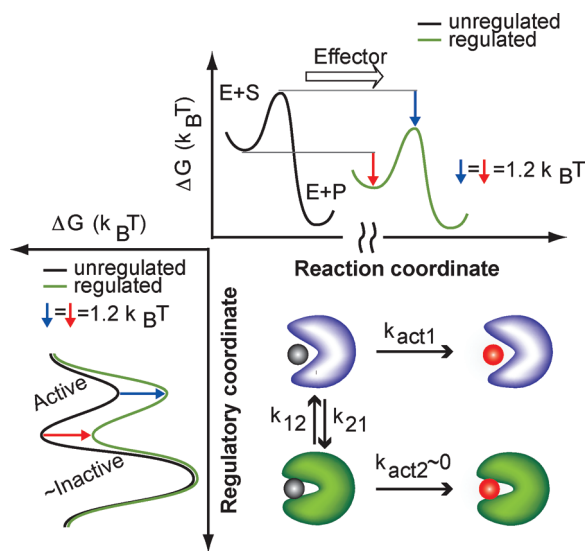 unregulated
regulated
Effector
E+S
E+P
ΔG (k_BT)
↓=↓=1.2 k_BT
Reaction coordinate
ΔG (k_BT)
unregulated
regulated
↓=↓=1.2 k_BT
Active
~Inactive
Regulatory coordinate
k_act1
k_12
k_21
k_act2~0